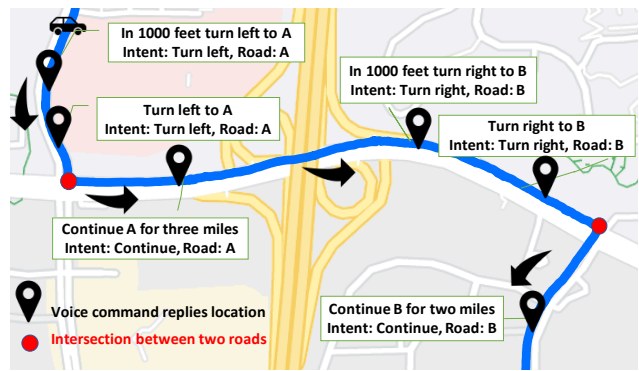 In 1000 feet turn left to A
Intent: Turn left, Road: A
In 1000 feet turn right to B
Intent: Turn right, Road: B
Turn left to A
Intent: Turn left, Road: A
Turn right to B
Intent: Turn right, Road: B
Continue A for three miles
Intent: Continue, Road: A
Continue B for two miles
Intent: Continue, Road: B
Voice command replies location
Intersection between two roads